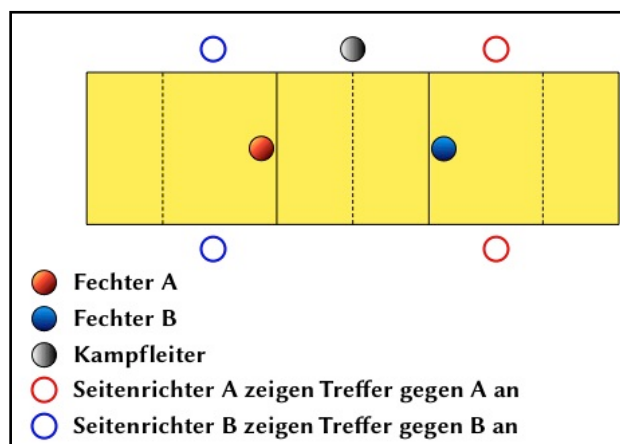 Fechter A
Fechter B
Kampfleiter
Seitenrichter A zeigen Treffer gegen A an
Seitenrichter B zeigen Treffer gegen B an